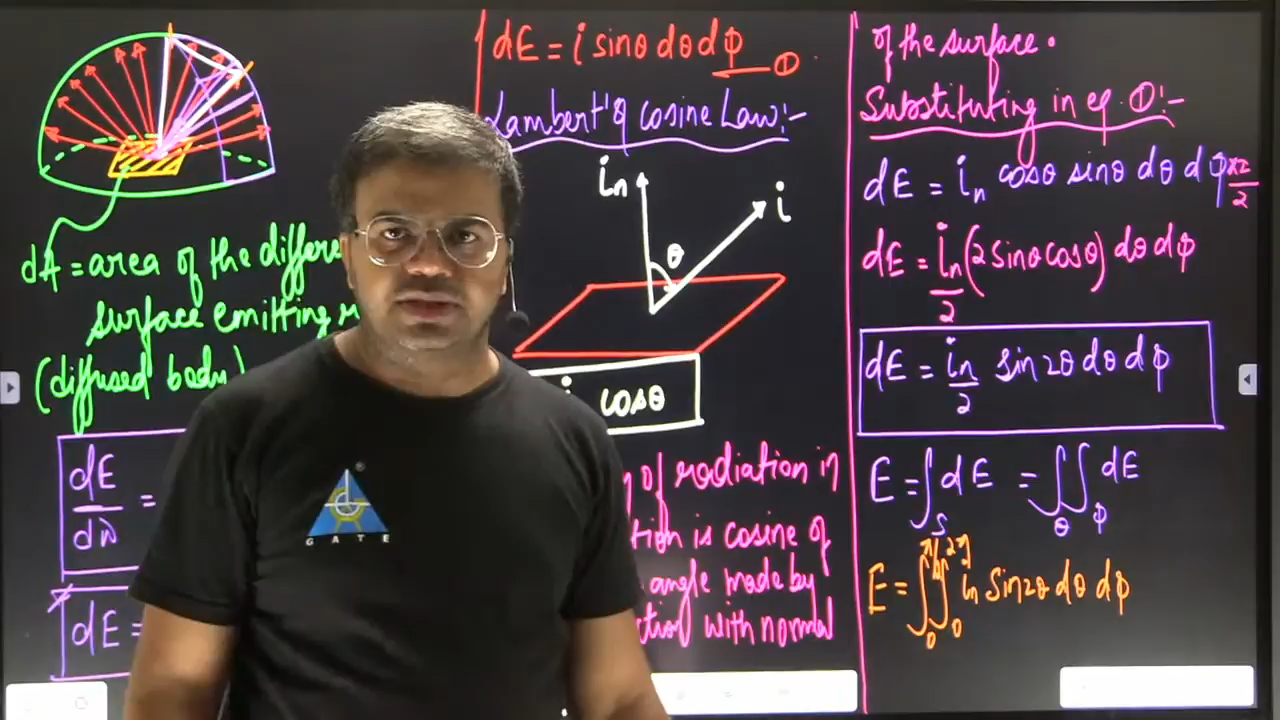 dA = area of the differe
surface emitting
(diffused body)
dE/dω =
dE =
dE = i sinθ dθ dϕ ①
Lambert's cosine Law:-
in
i
θ
cosθ
of radiation in
tion is cosine of
angle made by
ction with normal
GATE
of the surface.
Substituting in eq. ①:-
dE = in cosθ sinθ dθ dϕ ×2/2
dE = in/2 (2 sinθ cosθ) dθ dϕ
dE = in/2 sin2θ dθ dϕ
E = ∫S dE = ∫θ ∫ϕ dE
E = ∫0 ∫0 2π in sin2θ dθ dϕ